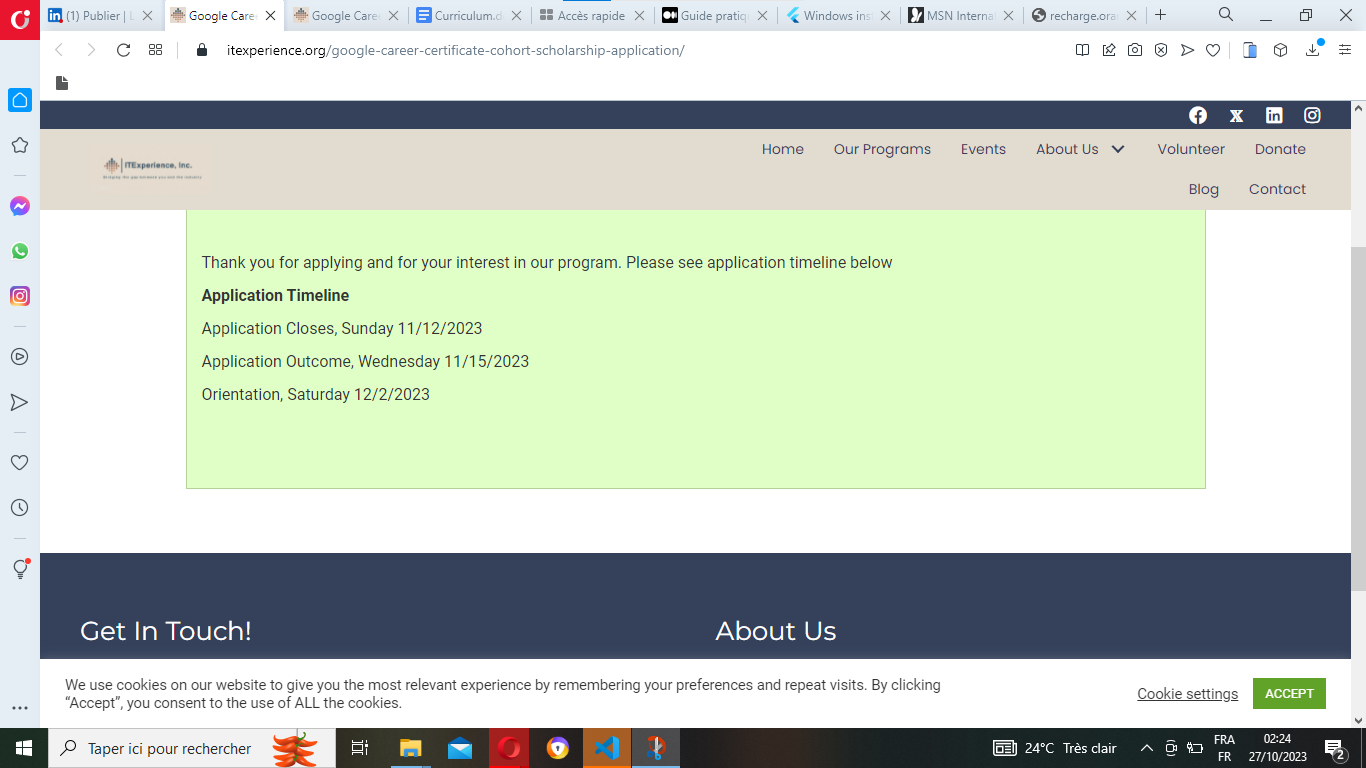 (1) Publier | L
Google Care
Google Care
Curriculum.d
Accès rapide
Guide pratiq
Windows inst
MSN Internat
recharge.ora
itexperience.org/google-career-certificate-cohort-scholarship-application/
ITExperience, Inc.
Bridging the gap between you and the industry
Home
Our Programs
Events
About Us
Volunteer
Donate
Blog
Contact
Thank you for applying and for your interest in our program. Please see application timeline below
Application Timeline
Application Closes, Sunday 11/12/2023
Application Outcome, Wednesday 11/15/2023
Orientation, Saturday 12/2/2023
Get In Touch!
About Us
We use cookies on our website to give you the most relevant experience by remembering your preferences and repeat visits. By clicking
“Accept”, you consent to the use of ALL the cookies.
Cookie settings
ACCEPT
Taper ici pour rechercher
24°C Très clair
FRA
FR
02:24
27/10/2023
2